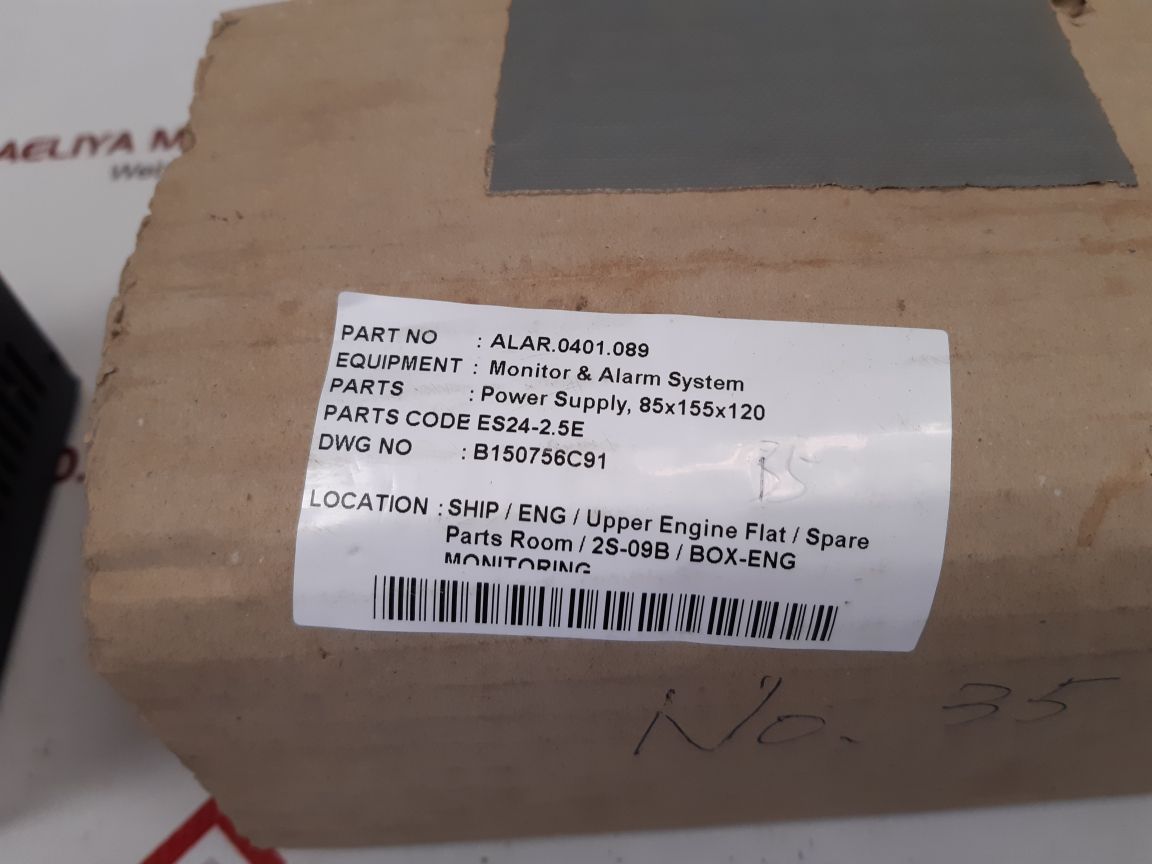 AELIYA M
Wel
PART NO : ALAR.0401.089
EQUIPMENT : Monitor & Alarm System
PARTS : Power Supply, 85x155x120
PARTS CODE ES24-2.5E
DWG NO : B150756C91
35
LOCATION : SHIP / ENG / Upper Engine Flat / Spare
Parts Room / 2S-09B / BOX-ENG
MONITORING
No. 35